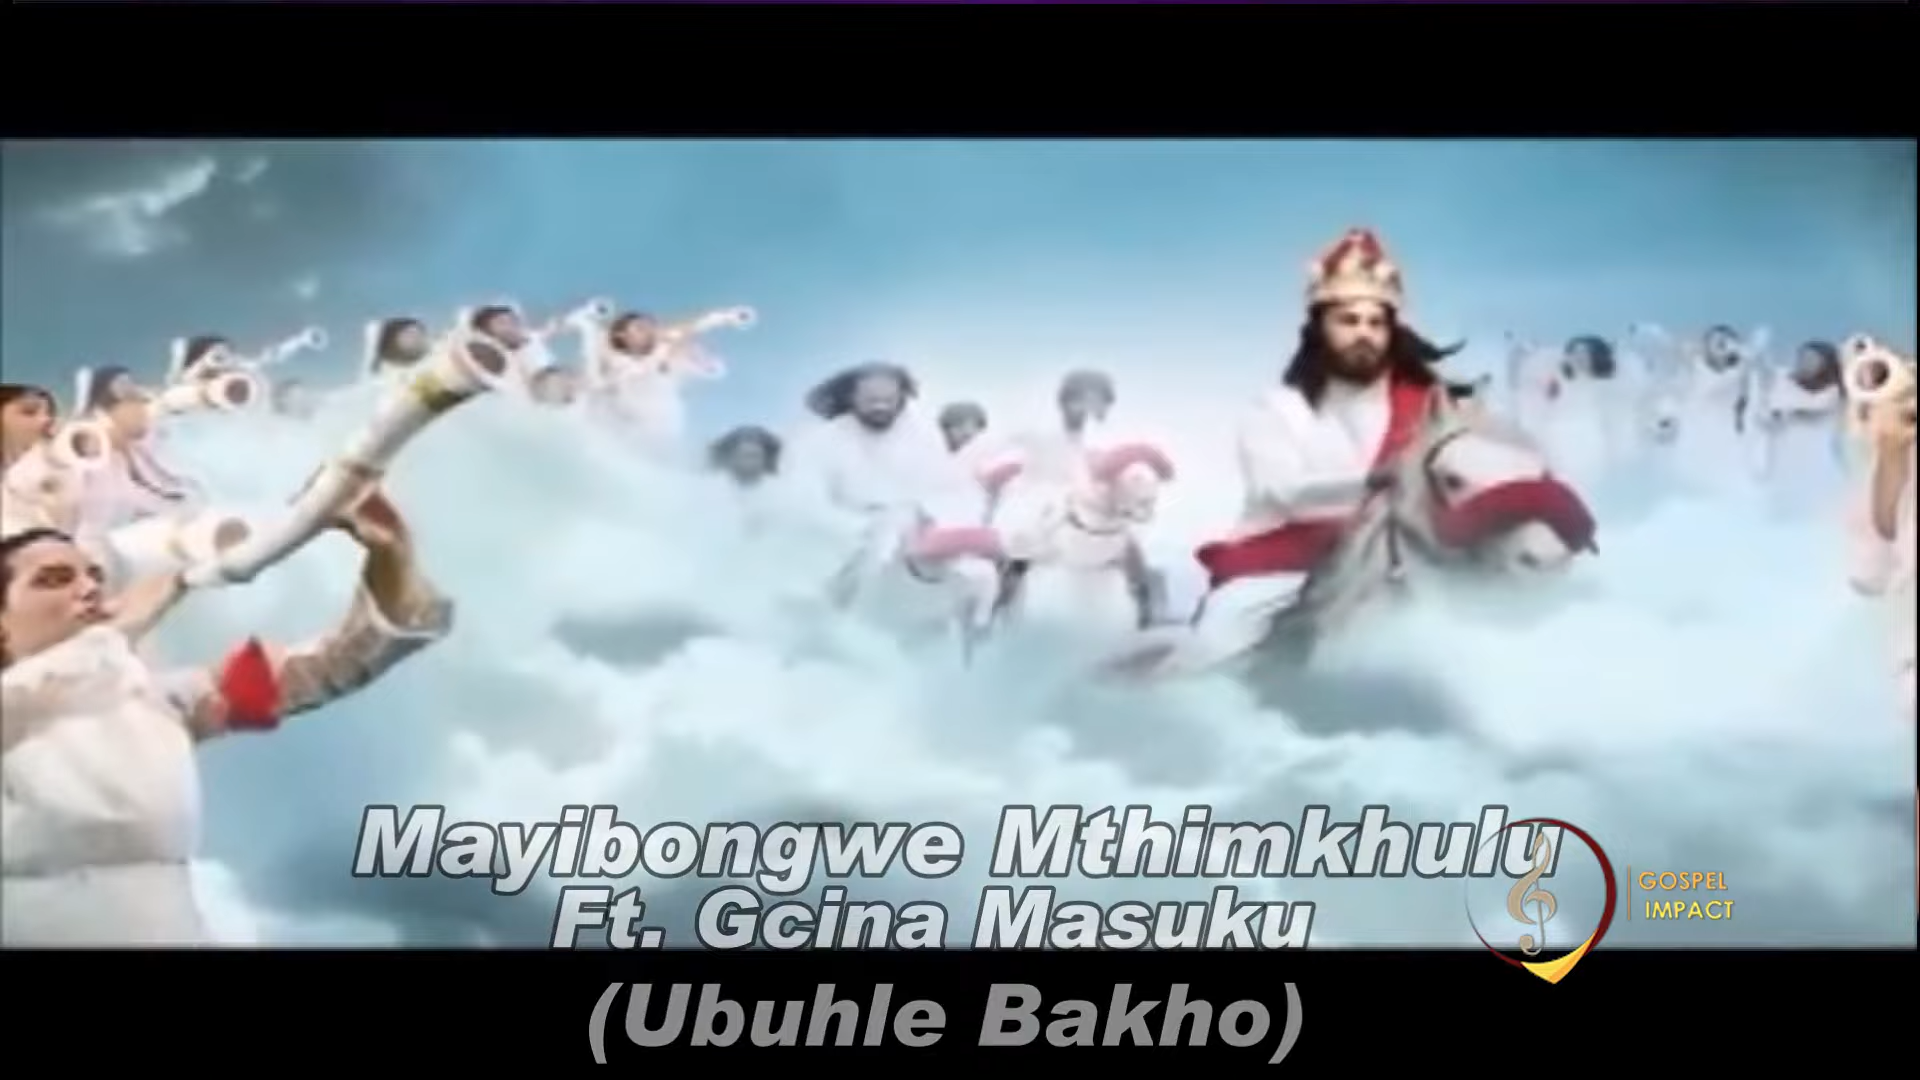 Mayibongwe Mthimkhulu
Ft. Gcina Masuku
(Ubuhle Bakho)
GOSPEL
IMPACT